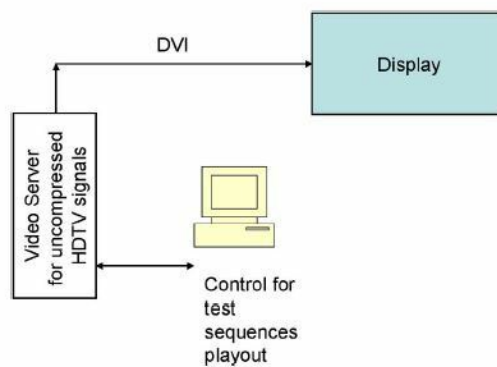 DVI
Display
Video Server
for uncompressed
HDTV signals
Control for
test
sequences
playout